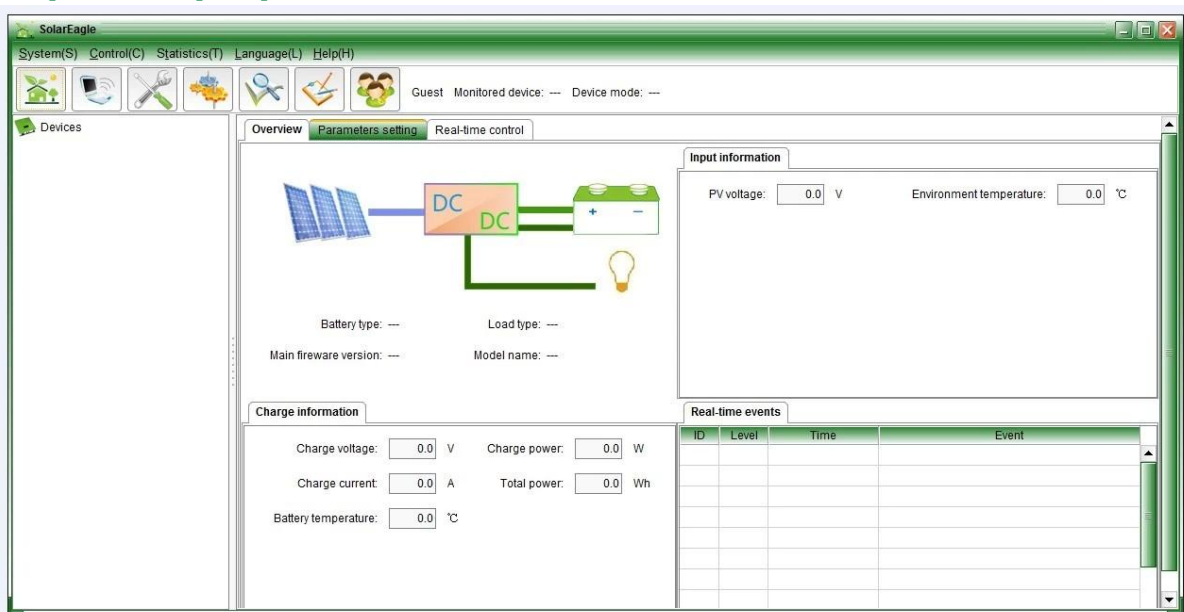 SolarEagle
System(S) Control(C) Statistics(T) Language(L) Help(H)
Guest Monitored device: --- Device mode: ---
Devices
Overview Parameters setting Real-time control
DC
DC
+ −
Battery type: --- Load type: ---
Main fireware version: --- Model name: ---
Input information
PV voltage: 0.0 V Environment temperature: 0.0 ℃
Charge information
Charge voltage: 0.0 V Charge power: 0.0 W
Charge current: 0.0 A Total power: 0.0 Wh
Battery temperature: 0.0 ℃
Real-time events
ID Level Time Event